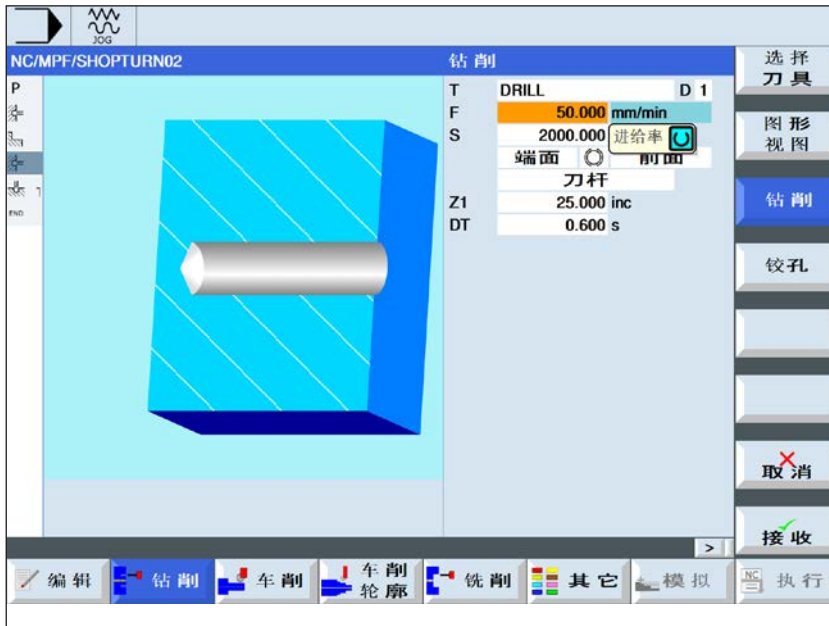 JOG
NC/MPF/SHOPTURN02
钻削
选择
刀具
P
T DRILL D 1
F 50.000 mm/min
S 2000.000
进给率
图形
视图
端面 前面
刀杆
Z1 25.000 inc
DT 0.600 s
END
钻削
铰孔
取消
接收
>
编辑 钻削 车削 车削轮廓 铣削 其它 模拟 NC 执行